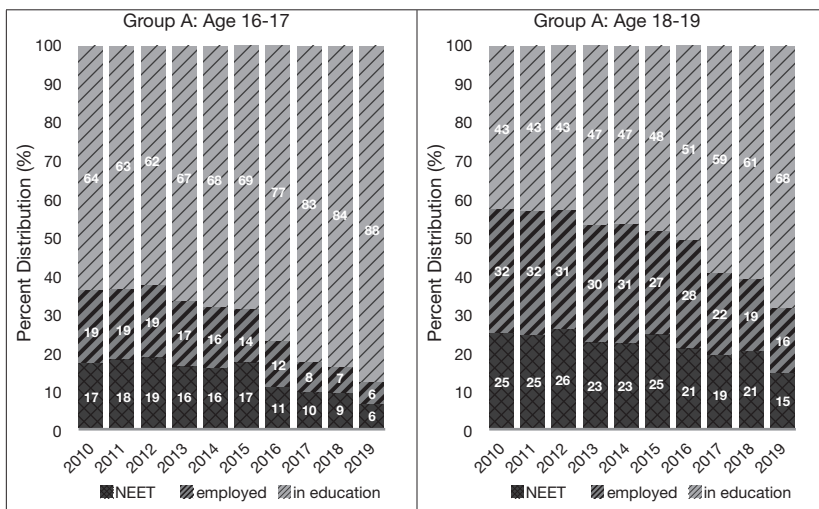 Group A: Age 16-17
Percent Distribution (%)
100
90
80
70
60
50
40
30
20
10
0
64 63 62 67 68 69 77 83 84 88
19 19 19 17 16 14 12 8 7 6
17 18 19 16 16 17 11 10 9 6
2010 2011 2012 2013 2014 2015 2016 2017 2018 2019
NEET employed in education
Group A: Age 18-19
Percent Distribution (%)
100
90
80
70
60
50
40
30
20
10
0
43 43 43 47 47 48 51 59 61 68
32 32 31 30 31 27 28 22 19 16
25 25 26 23 23 25 21 19 21 15
2010 2011 2012 2013 2014 2015 2016 2017 2018 2019
NEET employed in education